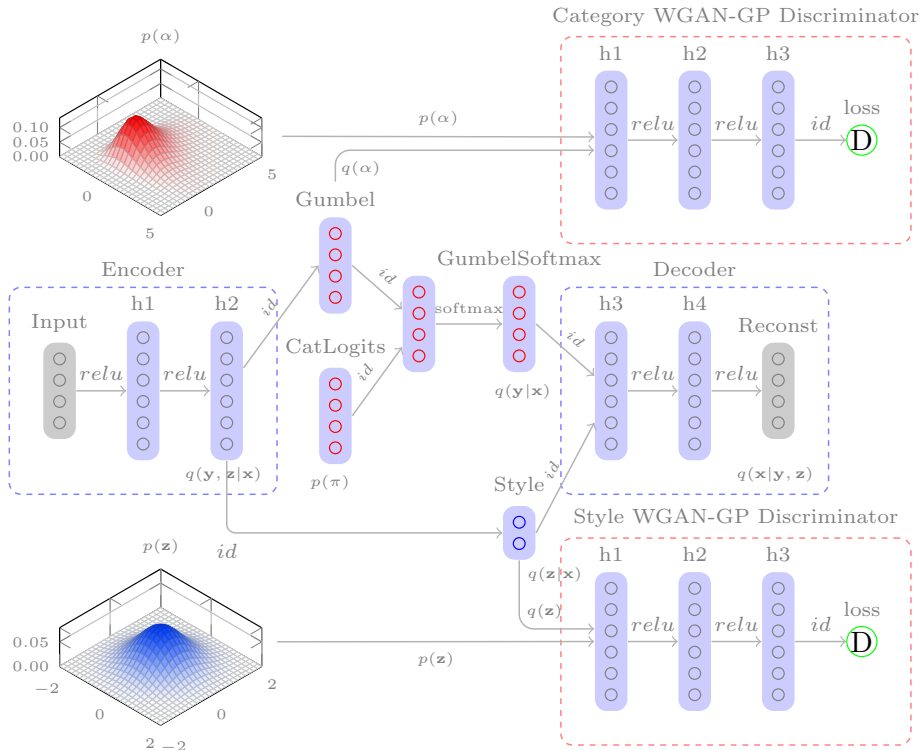 Category WGAN-GP Discriminator
p(α)
h1 h2 h3
loss
0.10
0.05
0.00
p(α)
relu relu id D
q(α)
0 0 5
5
Gumbel
Encoder
id
id
GumbelSoftmax
Decoder
h1 h2
h3 h4
Input
softmax
Reconst
CatLogits
id
id
relu relu
relu relu
q(y|x)
q(y, z|x)
p(π)
Style
id
q(x|y, z)
id
Style WGAN-GP Discriminator
p(z)
q(z|x)
h1 h2 h3
q(z)
loss
0.05
0.00
relu relu id D
p(z)
−2 0 0 2
2 −2